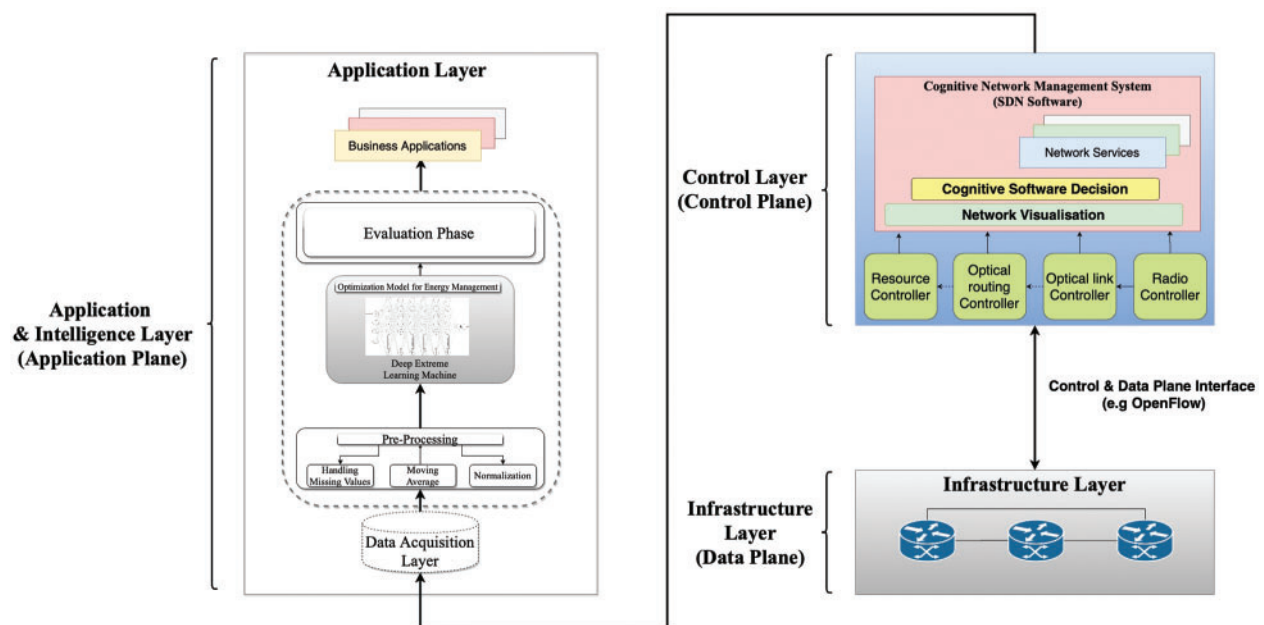 Application
& Intelligence Layer
(Application Plane)
Application Layer
Business Applications
Evaluation Phase
Optimization Model for Energy Management
Deep Extreme
Learning Machine
Pre-Processing
Handling
Missing Values
Moving
Average
Normalization
Data Acquisition
Layer
Control Layer
(Control Plane)
Cognitive Network Management System
(SDN Software)
Network Services
Cognitive Software Decision
Network Visualisation
Resource
Controller
Optical
routing
Controller
Optical link
Controller
Radio
Controller
Control & Data Plane Interface
(e.g OpenFlow)
Infrastructure
Layer
(Data Plane)
Infrastructure Layer